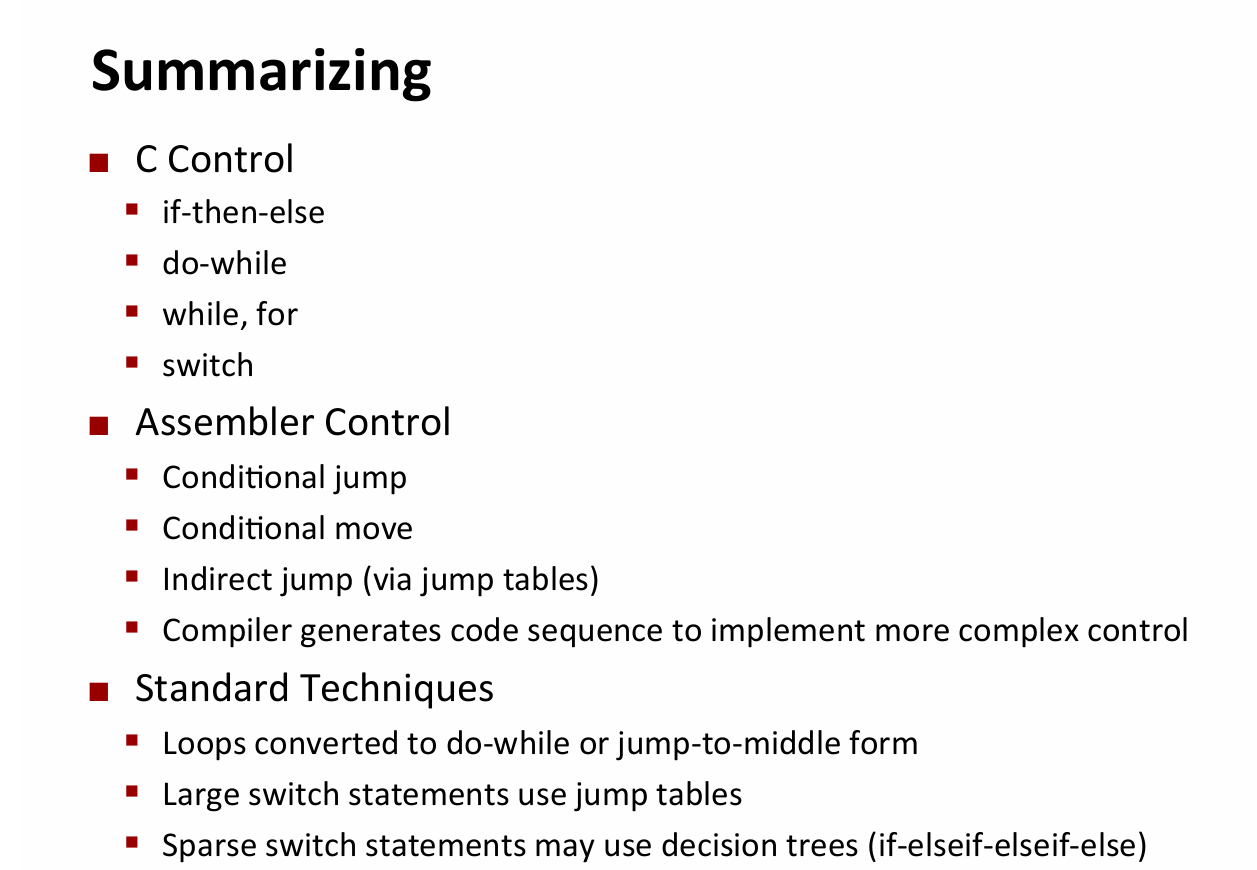 Summarizing
C Control
if-then-else
do-while
while, for
switch
Assembler Control
Conditional jump
Conditional move
Indirect jump (via jump tables)
Compiler generates code sequence to implement more complex control
Standard Techniques
Loops converted to do-while or jump-to-middle form
Large switch statements use jump tables
Sparse switch statements may use decision trees (if-elseif-elseif-else)